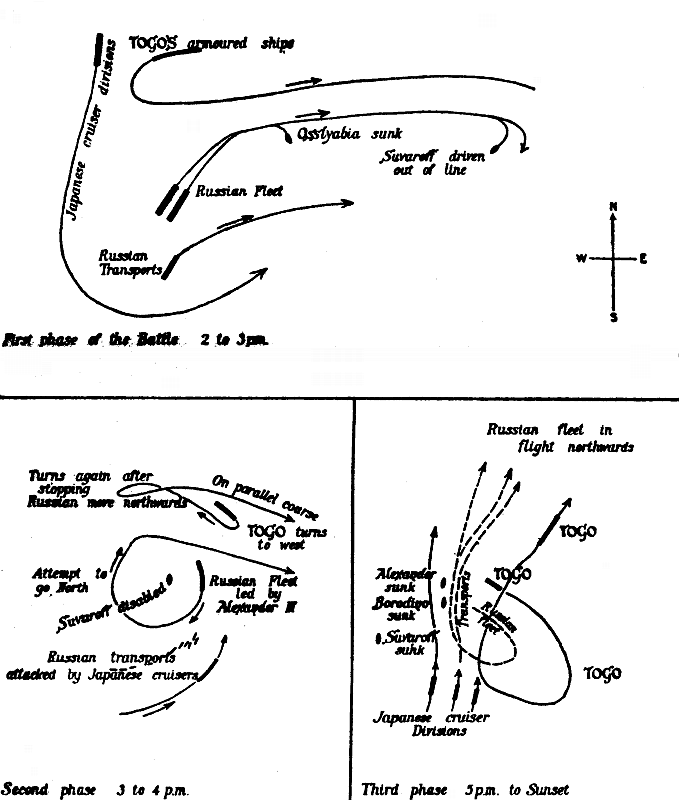 TOGO'S armoured ships
Japanese cruiser divisions
Osslyabia sunk
Suvaroff driven
out of line
Russian Fleet
Russian
Transports
N
W E
S
First phase of the Battle 2 to 3 p.m.
Turns again after
stopping
Russian move northwards
On parallel course
TOGO turns
to west
Attempt to
go North
Suvaroff disabled
Russian Fleet
led by
Alexander III
Russian transports
attacked by Japanese cruisers
Second phase 3 to 4 p.m.
Russian fleet in
flight northwards
TOGO
TOGO
Alexander
sunk
Borodino
sunk
Suvaroff
sunk
Transports
Russian
Fleet
TOGO
Japanese cruiser
Divisions
Third phase 5 p.m. to Sunset